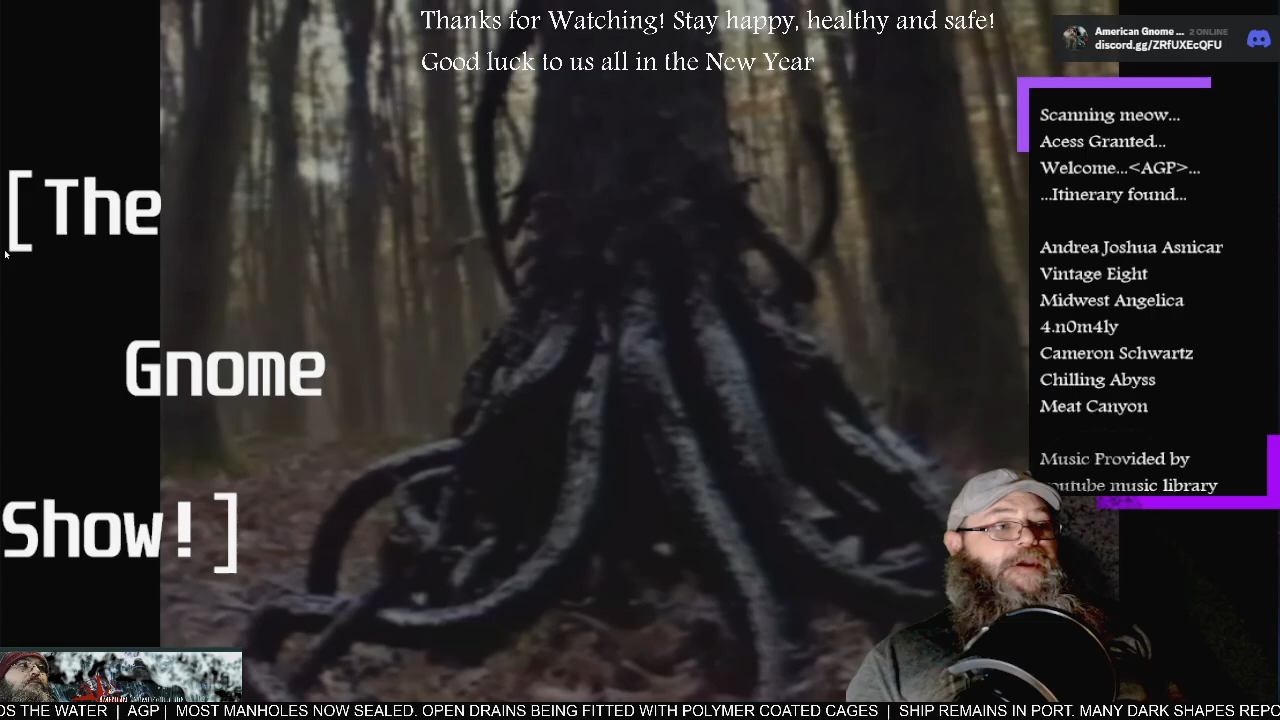 Thanks for Watching! Stay happy, healthy and safe!
Good luck to us all in the New Year
American Gnome ... 2 ONLINE
discord.gg/ZRfUXEcQFU
Scanning meow...
Acess Granted...
Welcome...<AGP>...
...Itinerary found...
Andrea Joshua Asnicar
Vintage Eight
Midwest Angelica
4.n0m4ly
Cameron Schwartz
Chilling Abyss
Meat Canyon
Music Provided by
youtube music library
[The
Gnome
Show!]
OS THE WATER | AGP | MOST MANHOLES NOW SEALED. OPEN DRAINS BEING FITTED WITH POLYMER COATED CAGES | SHIP REMAINS IN PORT. MANY DARK SHAPES REPO